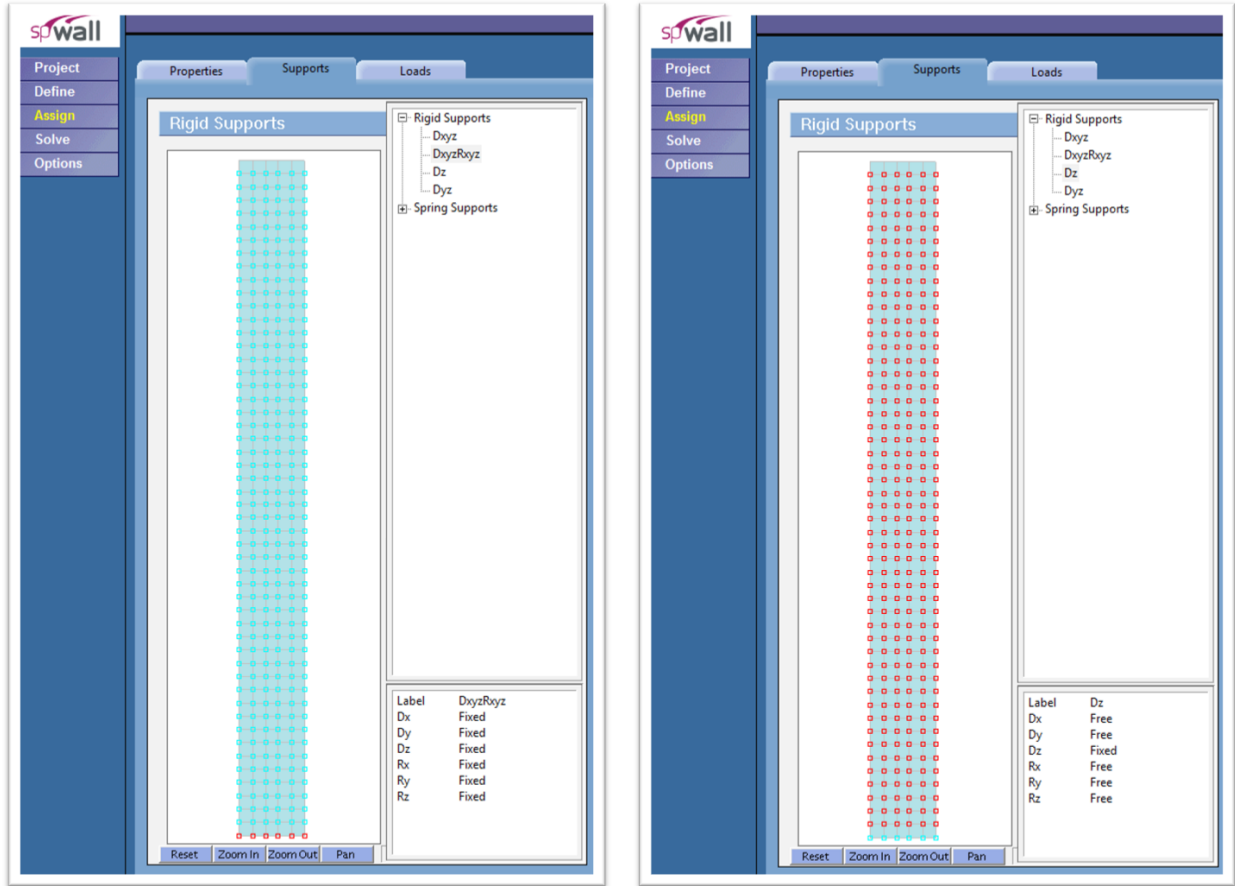 spwall
Project
Define
Assign
Solve
Options
Properties
Supports
Loads
Rigid Supports
Rigid Supports
Dxyz
DxyzRxyz
Dz
Dyz
Spring Supports
Label DxyzRxyz
Dx Fixed
Dy Fixed
Dz Fixed
Rx Fixed
Ry Fixed
Rz Fixed
Reset Zoom In Zoom Out Pan
spwall
Project
Define
Assign
Solve
Options
Properties
Supports
Loads
Rigid Supports
Rigid Supports
Dxyz
DxyzRxyz
Dz
Dyz
Spring Supports
Label Dz
Dx Free
Dy Free
Dz Fixed
Rx Free
Ry Free
Rz Free
Reset Zoom In Zoom Out Pan